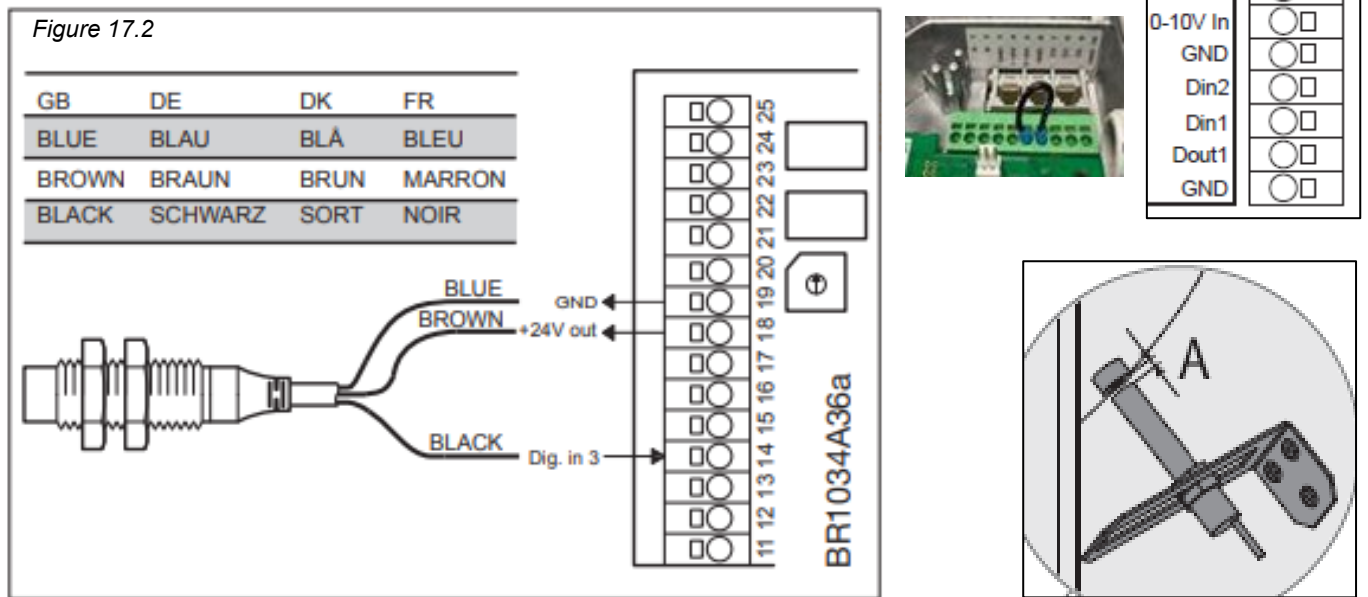 Figure 17.2
GB DE DK FR
BLUE BLAU BLÅ BLEU
BROWN BRAUN BRUN MARRON
BLACK SCHWARZ SORT NOIR
BLUE
GND
BROWN
+24V out
BLACK
Dig. in 3
25
24
23
22
21
20
19
18
17
16
15
14
13
12
11
BR1034A36a
0-10V In
GND
Din2
Din1
Dout1
GND
A